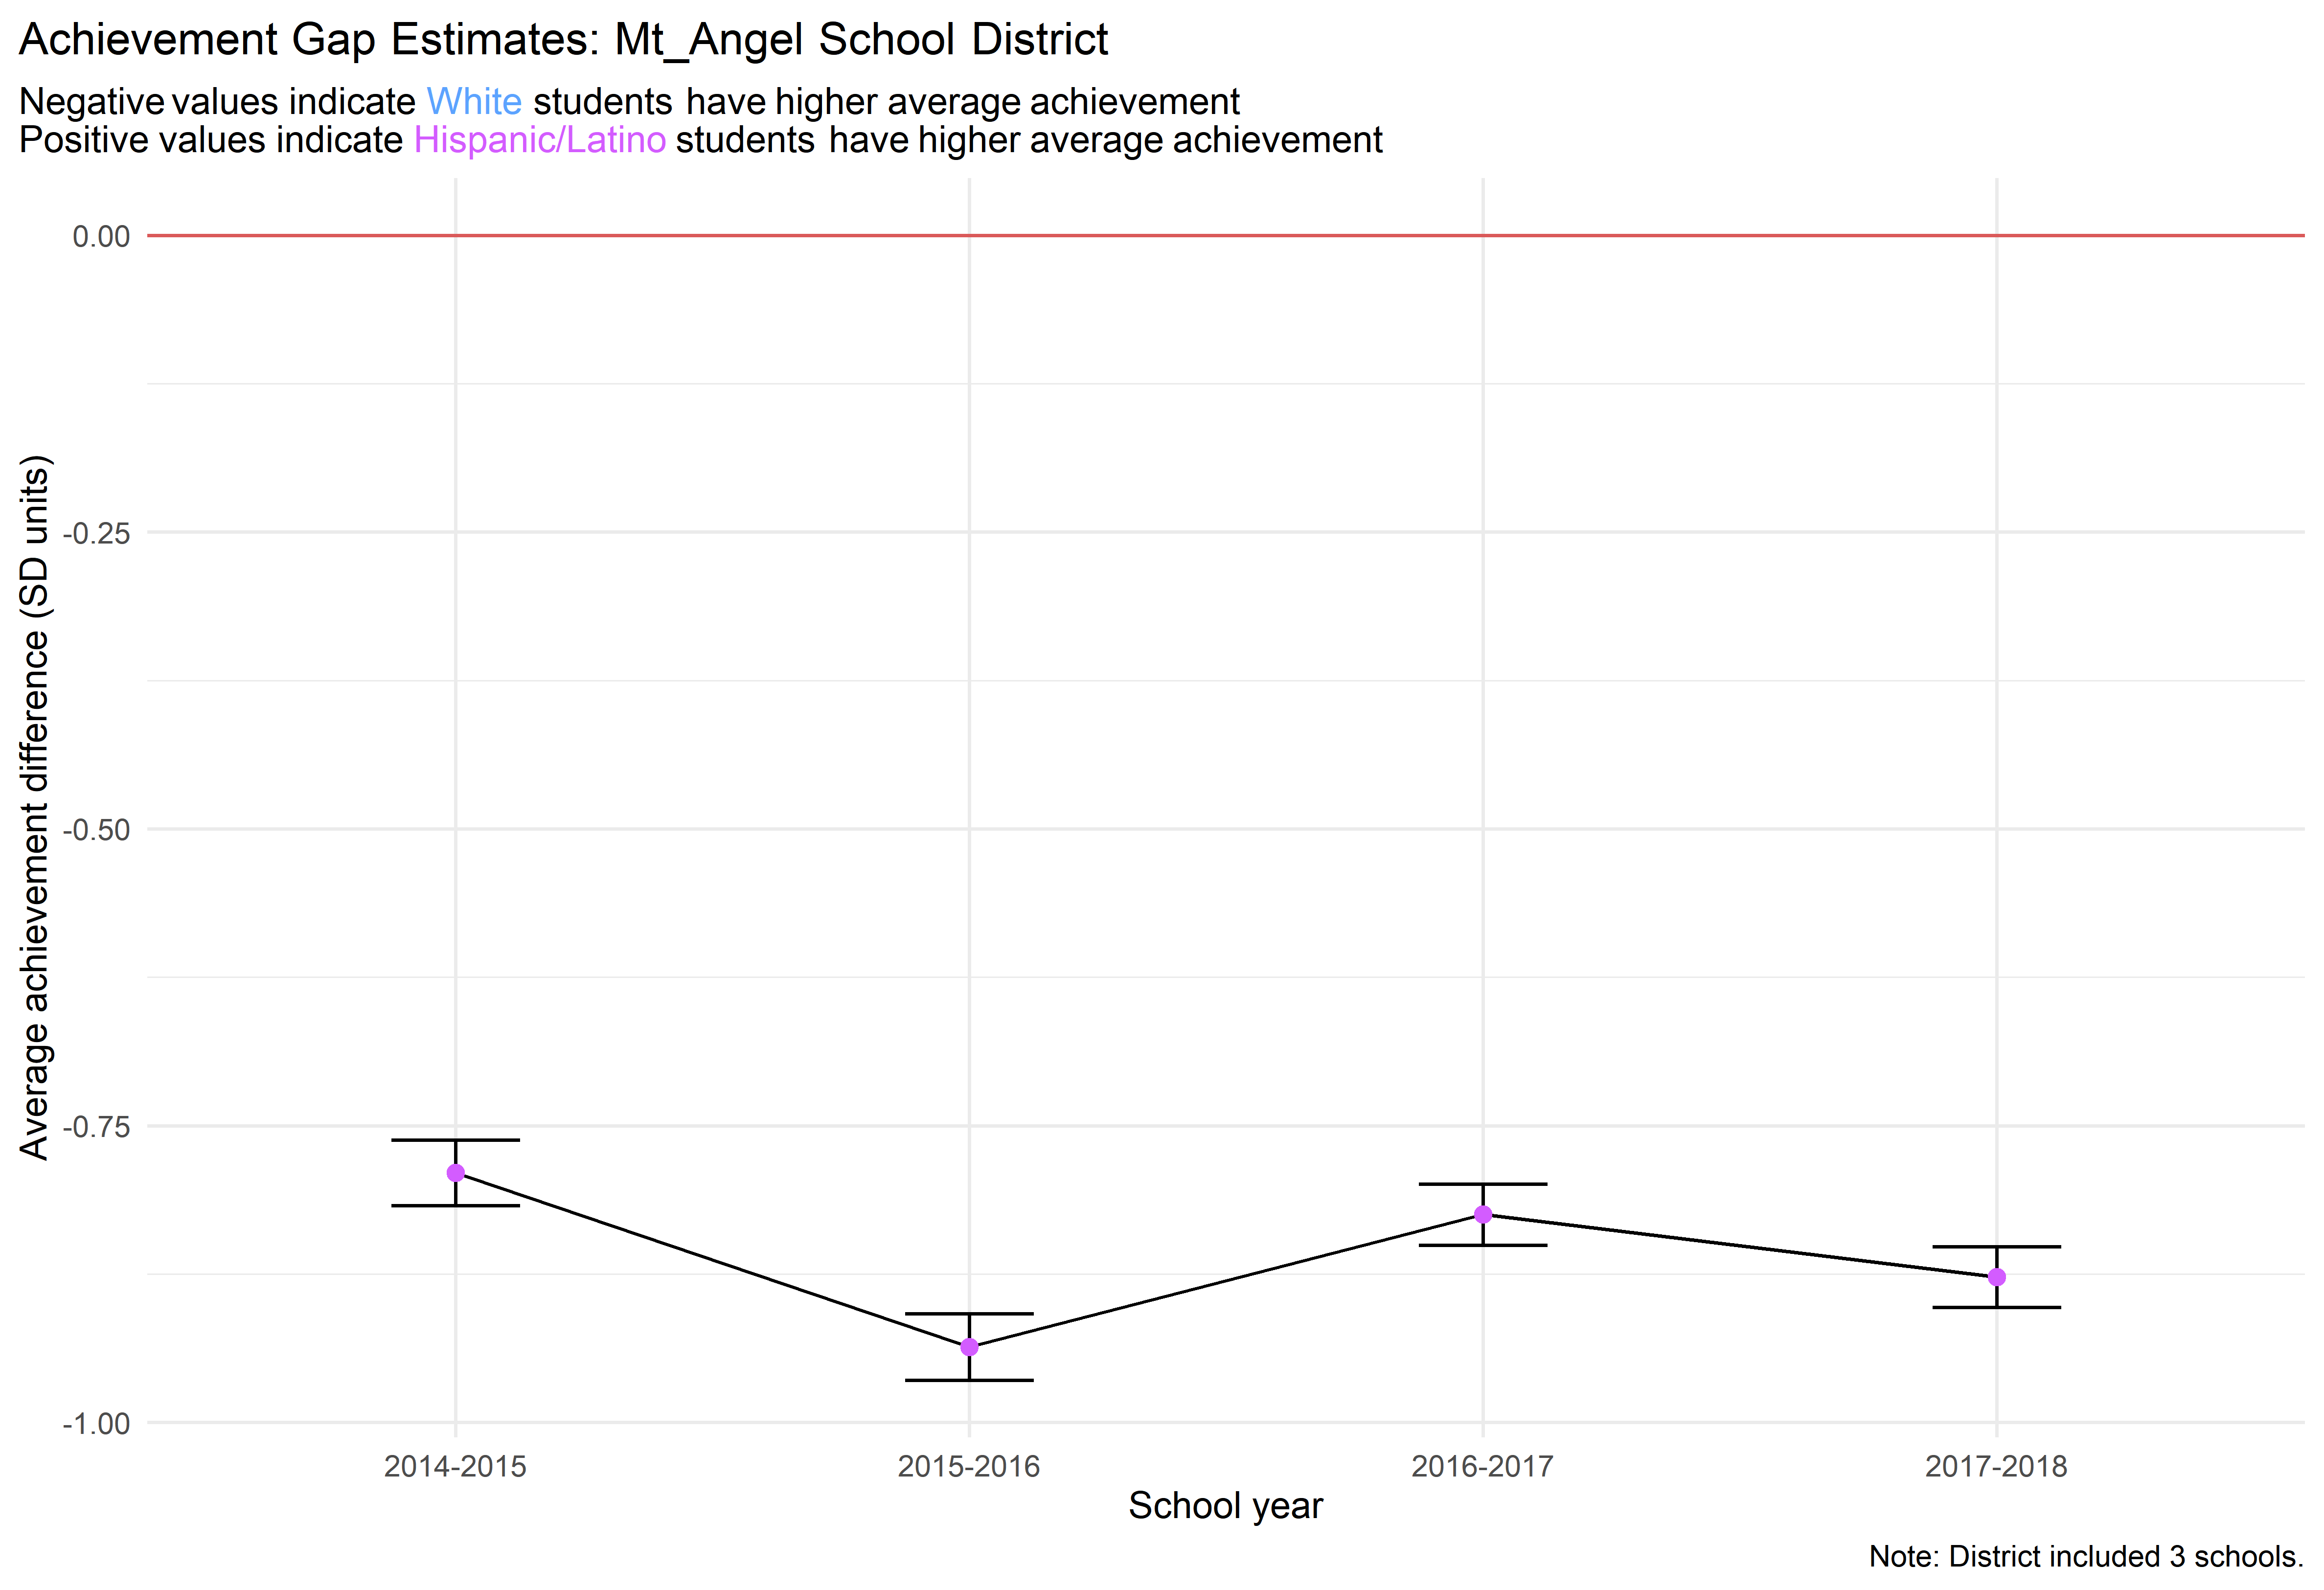 Achievement Gap Estimates: Mt_Angel School District
Negative values indicate White students have higher average achievement
Positive values indicate Hispanic/Latino students have higher average achievement
Average achievement difference (SD units)
0.00
-0.25
-0.50
-0.75
-1.00
2014-2015
2015-2016
2016-2017
2017-2018
School year
Note: District included 3 schools.